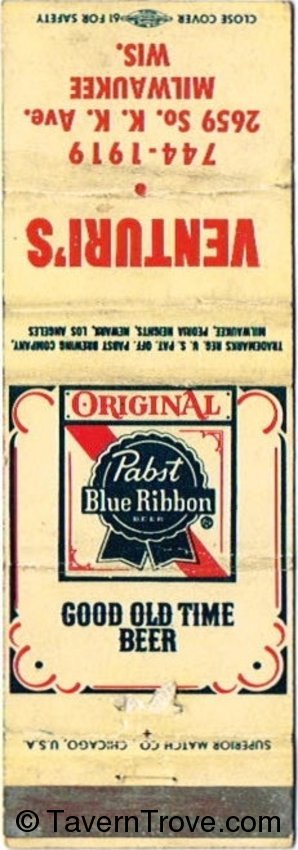 CLOSE COVER FOR SAFETY
VENTURI'S
744-1919
2659 So. K. K. Ave.
MILWAUKEE
WIS.
TRADEMARKS REG. U. S. PAT. OFF. PABST BREWING COMPANY,
MILWAUKEE, PEORIA HEIGHTS, NEWARK, LOS ANGELES
ORIGINAL
Pabst
Blue Ribbon
BEER
®
GOOD OLD TIME
BEER
SUPERIOR MATCH CO., CHICAGO, U.S.A.
© TavernTrove.com